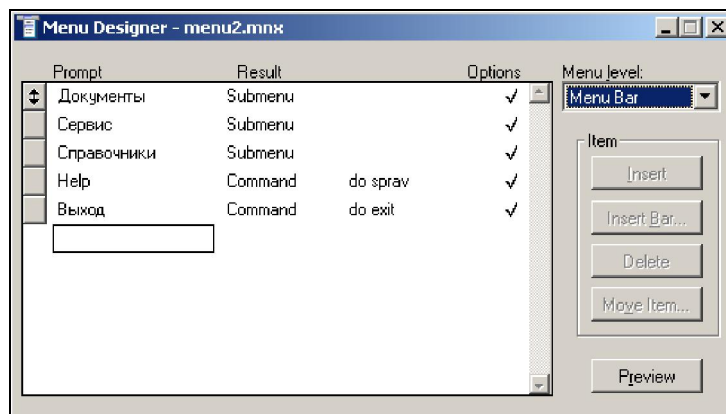 Menu Designer - menu2.mnx
Prompt Result Options Menu level:
Документы Submenu ✓ Menu Bar
Сервис Submenu ✓
Item
Справочники Submenu ✓
Help Command do sprav ✓ Insert
Выход Command do exit ✓ Insert Bar...
Delete
Move Item...
Preview